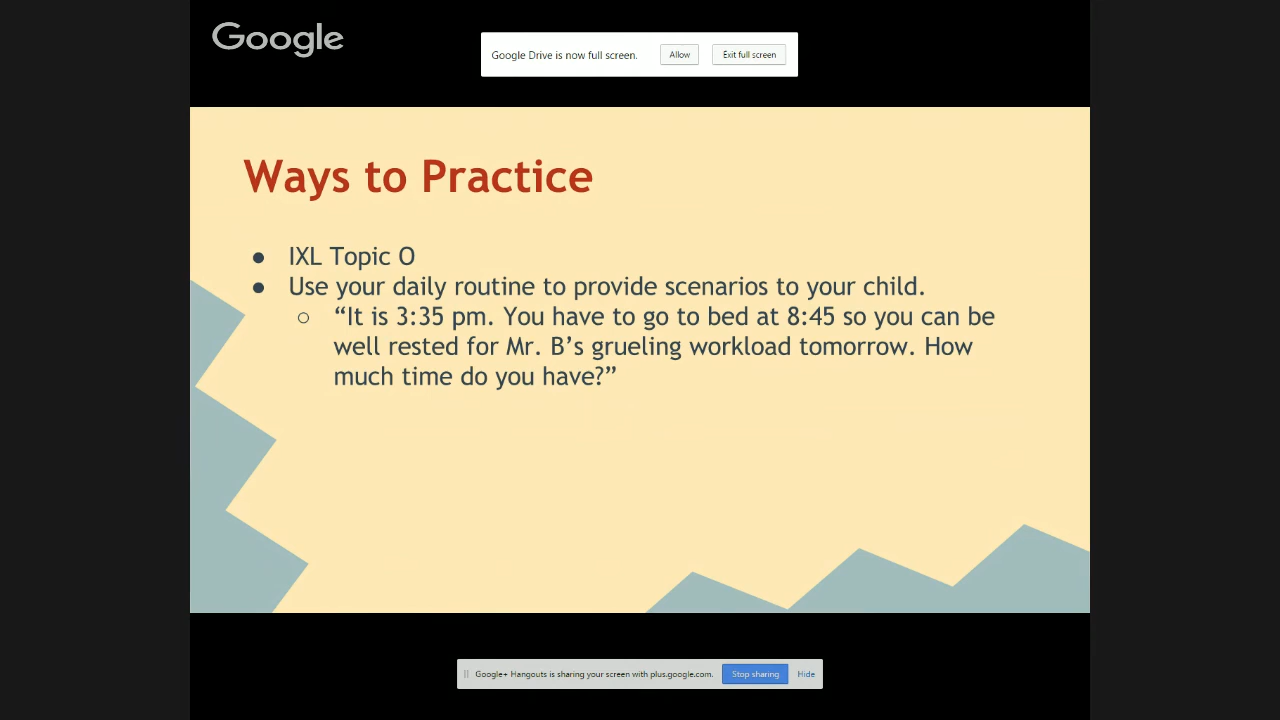 Google
Google Drive is now full screen. Allow Exit full screen
Ways to Practice
● IXL Topic O
● Use your daily routine to provide scenarios to your child.
○ “It is 3:35 pm. You have to go to bed at 8:45 so you can be
well rested for Mr. B’s grueling workload tomorrow. How
much time do you have?”
Google+ Hangouts is sharing your screen with plus.google.com. Stop sharing Hide